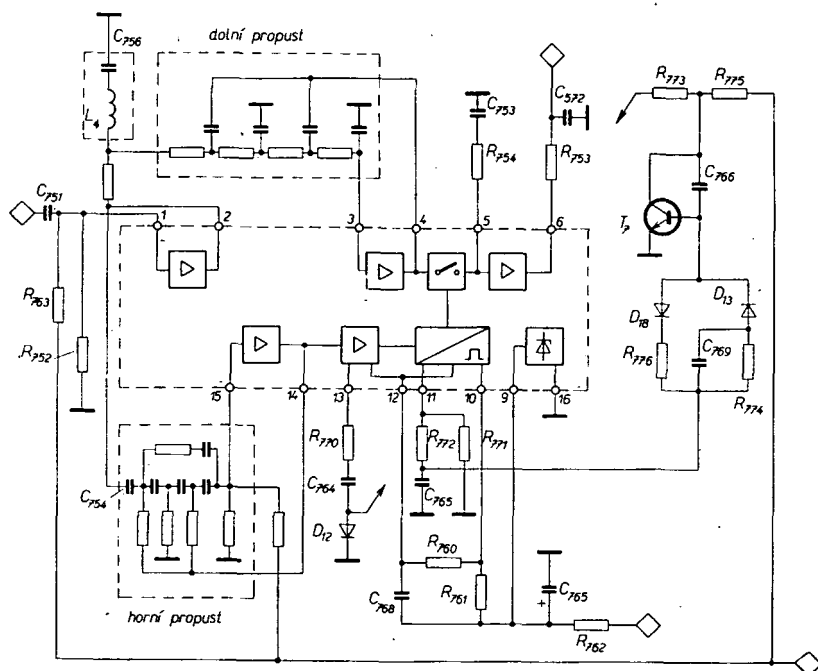 C756
dolní propust
L4
C753
C572
R754
R753
R773
R775
C766
T?
C751
1
2
3
4
5
6
R763
R752
D18
D13
R776
C769
R774
15
14
13
12
11
10
9
16
R770
C764
D12
R772
R771
C765
C754
horní propust
R760
C768
R761
C765
+
R762